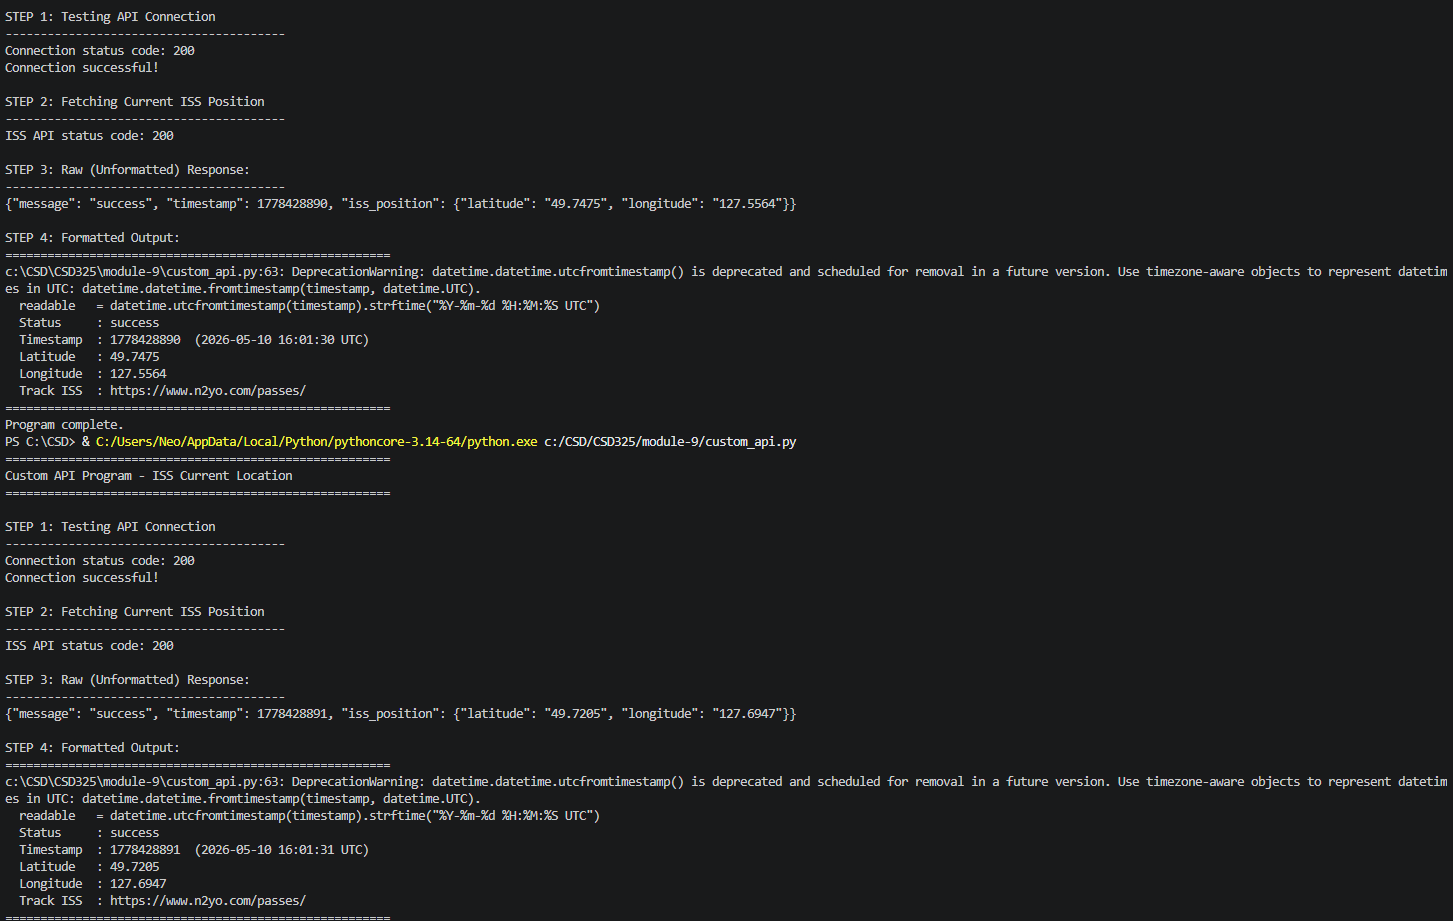 STEP 1: Testing API Connection
----------------------------------------
Connection status code: 200
Connection successful!
STEP 2: Fetching Current ISS Position
----------------------------------------
ISS API status code: 200
STEP 3: Raw (Unformatted) Response:
----------------------------------------
{"message": "success", "timestamp": 1778428890, "iss_position": {"latitude": "49.7475", "longitude": "127.5564"}}
STEP 4: Formatted Output:
=======================================================
c:\CSD\CSD325\module-9\custom_api.py:63: DeprecationWarning: datetime.datetime.utcfromtimestamp() is deprecated and scheduled for removal in a future version. Use timezone-aware objects to represent datetim
es in UTC: datetime.datetime.fromtimestamp(timestamp, datetime.UTC).
  readable   = datetime.utcfromtimestamp(timestamp).strftime("%Y-%m-%d %H:%M:%S UTC")
  Status     : success
  Timestamp  : 1778428890  (2026-05-10 16:01:30 UTC)
  Latitude   : 49.7475
  Longitude  : 127.5564
  Track ISS  : https://www.n2yo.com/passes/
=======================================================
Program complete.
PS C:\CSD> & C:/Users/Neo/AppData/Local/Python/pythoncore-3.14-64/python.exe c:/CSD/CSD325/module-9/custom_api.py
=======================================================
Custom API Program - ISS Current Location
=======================================================
STEP 1: Testing API Connection
----------------------------------------
Connection status code: 200
Connection successful!
STEP 2: Fetching Current ISS Position
----------------------------------------
ISS API status code: 200
STEP 3: Raw (Unformatted) Response:
----------------------------------------
{"message": "success", "timestamp": 1778428891, "iss_position": {"latitude": "49.7205", "longitude": "127.6947"}}
STEP 4: Formatted Output:
=======================================================
c:\CSD\CSD325\module-9\custom_api.py:63: DeprecationWarning: datetime.datetime.utcfromtimestamp() is deprecated and scheduled for removal in a future version. Use timezone-aware objects to represent datetim
es in UTC: datetime.datetime.fromtimestamp(timestamp, datetime.UTC).
  readable   = datetime.utcfromtimestamp(timestamp).strftime("%Y-%m-%d %H:%M:%S UTC")
  Status     : success
  Timestamp  : 1778428891  (2026-05-10 16:01:31 UTC)
  Latitude   : 49.7205
  Longitude  : 127.6947
  Track ISS  : https://www.n2yo.com/passes/
=======================================================